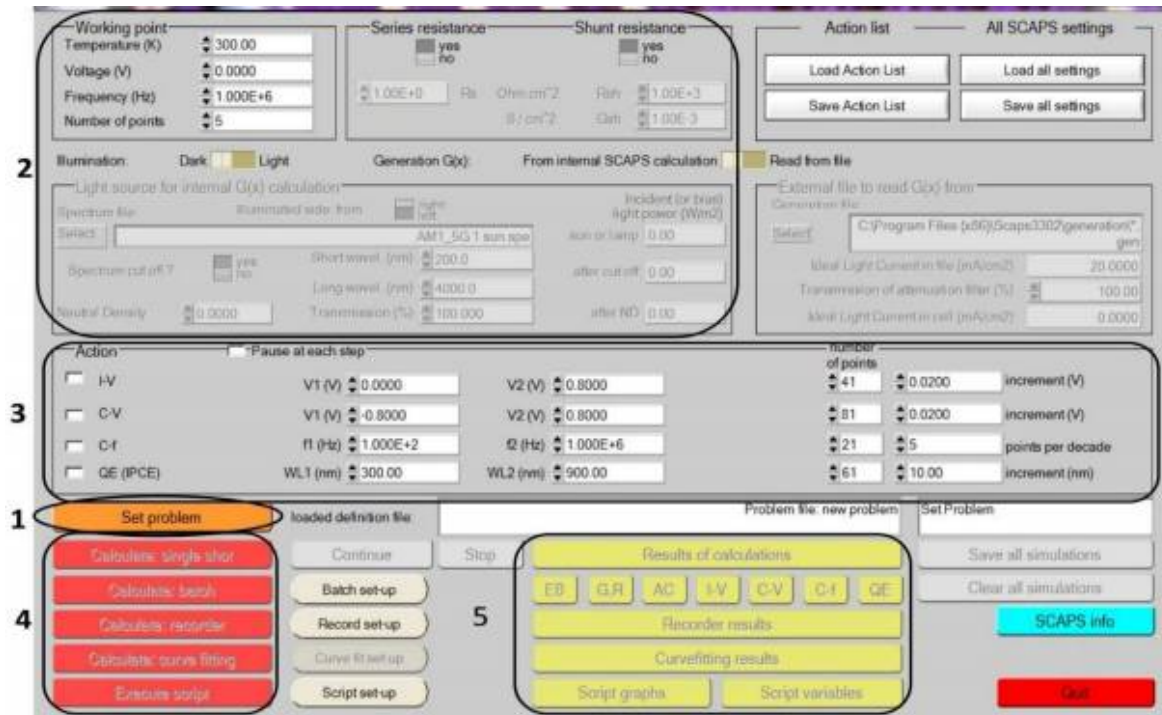 Working point
Series resistance
Shunt resistance
Action list
All SCAPS settings
Temperature (K) 300.00
yes
no
yes
no
Voltage (V) 0.0000
Load Action List
Load all settings
Frequency (Hz) 1.000E+6
1.00E+0 Rs Ohm.cm^2 Rsh 1.00E+3
Save Action List
Save all settings
Number of points 5
S / cm^2 Gsh 1.00E-3
2
Illumination: Dark Light Generation G(x): From internal SCAPS calculation Read from file
Light source for internal G(x) calculation
External file to read G(x) from
Spectrum file: Illuminated side: from right
left
Incident (or bias)
light power (W/m2)
Generation file
Select AM1_5G 1 sun.spe
sun or lamp 0.00
Select C:\Program Files (x86)\Scaps3302\generation\*.
gen
Spectrum cut off ? yes
no
Short wavel. (nm) 200.0
after cut off 0.00
Ideal Light Current in file (mA/cm2) 20.0000
Long wavel. (nm) 4000.0
Transmission of attenuation filter (%) 100.00
Neutral Density 0.0000 Transmission (%) 100.000 after ND 0.00
Ideal Light Current in cell (mA/cm2) 0.0000
3
Action Pause at each step number
of points
I-V V1 (V) 0.0000 V2 (V) 0.8000 41 0.0200 increment (V)
C-V V1 (V) -0.8000 V2 (V) 0.8000 81 0.0200 increment (V)
C-f f1 (Hz) 1.000E+2 f2 (Hz) 1.000E+6 21 5 points per decade
QE (IPCE) WL1 (nm) 300.00 WL2 (nm) 900.00 61 10.00 increment (nm)
1
Set problem loaded definition file: Problem file: new problem Set Problem
4
Calculate: single shot Continue Stop Results of calculations Save all simulations
Calculate: batch Batch set-up EB G,R AC I-V C-V C-f QE Clear all simulations
5
Calculate: recorder Record set-up Recorder results SCAPS info
Calculate: curve fitting Curve fit set-up Curvefitting results
Execute script Script set-up Script graphs Script variables Quit